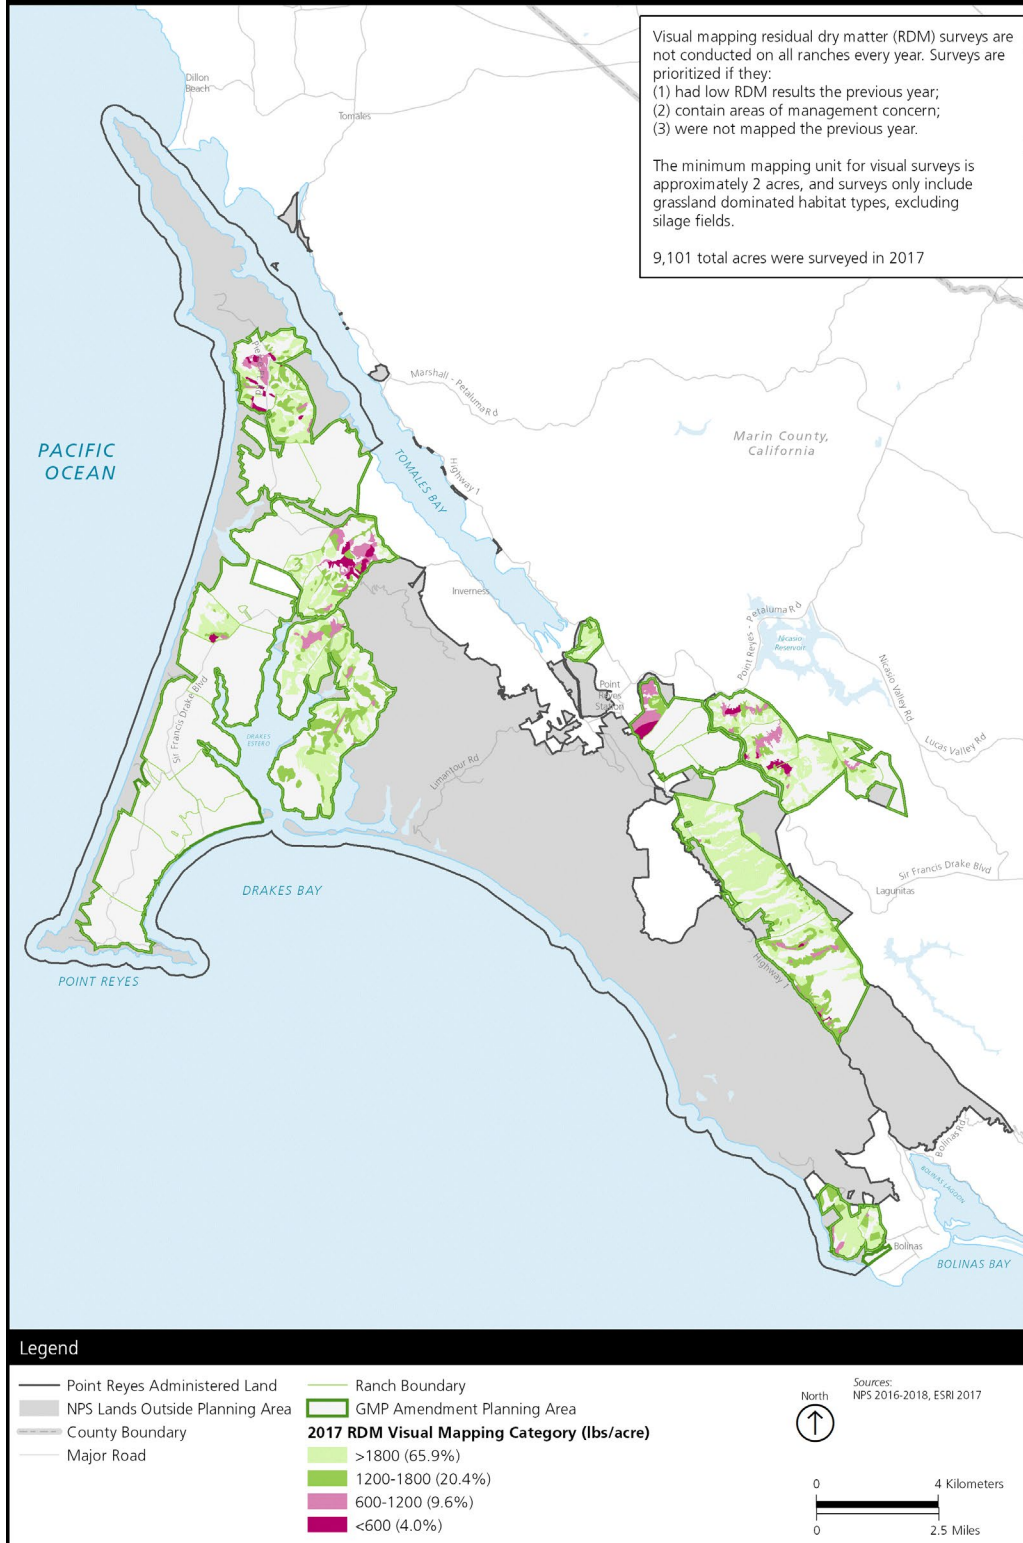 Visual mapping residual dry matter (RDM) surveys are
not conducted on all ranches every year. Surveys are
prioritized if they:
(1) had low RDM results the previous year;
(2) contain areas of management concern;
(3) were not mapped the previous year.
The minimum mapping unit for visual surveys is
approximately 2 acres, and surveys only include
grassland dominated habitat types, excluding
silage fields.
9,101 total acres were surveyed in 2017
Dillon
Beach
Tomales
Marshall - Petaluma Rd
PACIFIC
OCEAN
Marin County,
California
TOMALES BAY
Highway 1
Inverness
Point Reyes - Petaluma Rd
Nicasio
Reservoir
Nicasio Valley Rd
Point
Reyes
Station
Sir Francis Drake Blvd
DRAKES
ESTERO
Lucas Valley Rd
Limantour Rd
Sir Francis Drake Blvd
Lagunitas
DRAKES BAY
Highway 1
POINT REYES
Bolinas Rd
BOLINAS LAGOON
Bolinas
BOLINAS BAY
Legend
Point Reyes Administered Land
NPS Lands Outside Planning Area
County Boundary
Major Road
Ranch Boundary
GMP Amendment Planning Area
2017 RDM Visual Mapping Category (lbs/acre)
>1800 (65.9%)
1200-1800 (20.4%)
600-1200 (9.6%)
<600 (4.0%)
North
Sources:
NPS 2016-2018, ESRI 2017
0 4 Kilometers
0 2.5 Miles